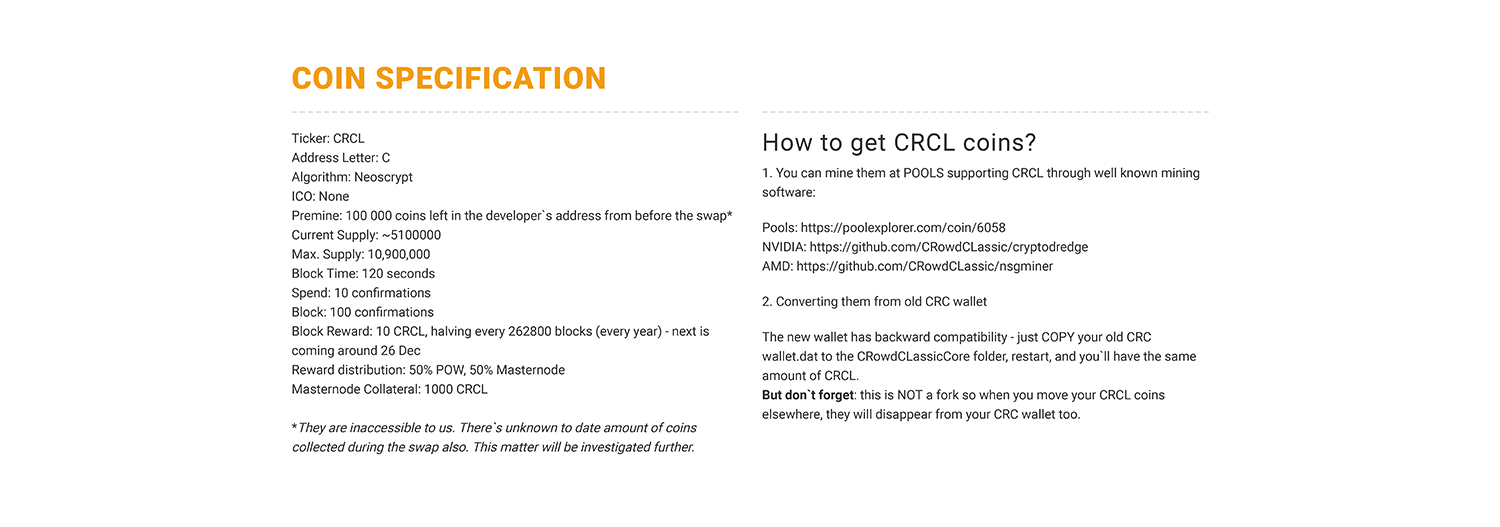 COIN SPECIFICATION
Ticker: CRCL
Address Letter: C
Algorithm: Neoscrypt
ICO: None
Premine: 100 000 coins left in the developer`s address from before the swap*
Current Supply: ~5100000
Max. Supply: 10,900,000
Block Time: 120 seconds
Spend: 10 confirmations
Block: 100 confirmations
Block Reward: 10 CRCL, halving every 262800 blocks (every year) - next is
coming around 26 Dec
Reward distribution: 50% POW, 50% Masternode
Masternode Collateral: 1000 CRCL
*They are inaccessible to us. There`s unknown to date amount of coins
collected during the swap also. This matter will be investigated further.
How to get CRCL coins?
1. You can mine them at POOLS supporting CRCL through well known mining
software:
Pools: https://poolexplorer.com/coin/6058
NVIDIA: https://github.com/CRowdCLassic/cryptodredge
AMD: https://github.com/CRowdCLassic/nsgminer
2. Converting them from old CRC wallet
The new wallet has backward compatibility - just COPY your old CRC
wallet.dat to the CRowdCLassicCore folder, restart, and you`ll have the same
amount of CRCL.
But don`t forget: this is NOT a fork so when you move your CRCL coins
elsewhere, they will disappear from your CRC wallet too.